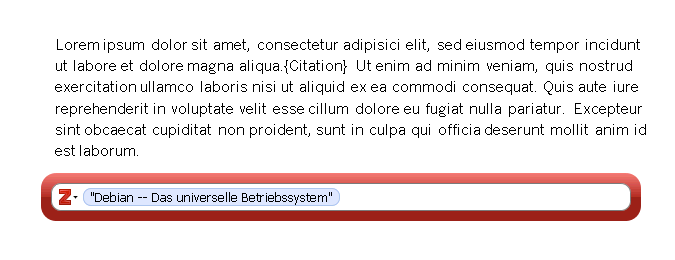 Lorem ipsum dolor sit amet, consectetur adipisici elit, sed eiusmod tempor incidunt
ut labore et dolore magna aliqua.{Citation} Ut enim ad minim veniam, quis nostrud
exercitation ullamco laboris nisi ut aliquid ex ea commodi consequat. Quis aute iure
reprehenderit in voluptate velit esse cillum dolore eu fugiat nulla pariatur. Excepteur
sint obcaecat cupiditat non proident, sunt in culpa qui officia deserunt mollit anim id
est laborum.
Z "Debian -- Das universelle Betriebssystem"